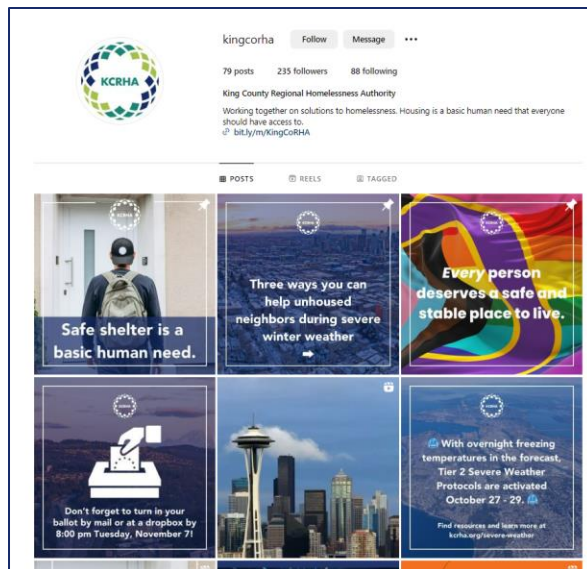 KCRHA
kingcorha Follow Message •••
79 posts 235 followers 88 following
King County Regional Homelessness Authority
Working together on solutions to homelessness. Housing is a basic human need that everyone
should have access to.
bit.ly/m/KingCoRHA
POSTS REELS TAGGED
KCRHA
Safe shelter is a
basic human need.
KCRHA
Three ways you can
help unhoused
neighbors during severe
winter weather
KCRHA
Every person
deserves a safe and
stable place to live.
KCRHA
Don't forget to turn in your
ballot by mail or at a dropbox by
8:00 pm Tuesday, November 7!
KCRHA
With overnight freezing
temperatures in the forecast,
Tier 2 Severe Weather
Protocols are activated
October 27 - 29.
Find resources and learn more at
kcrha.org/severe-weather